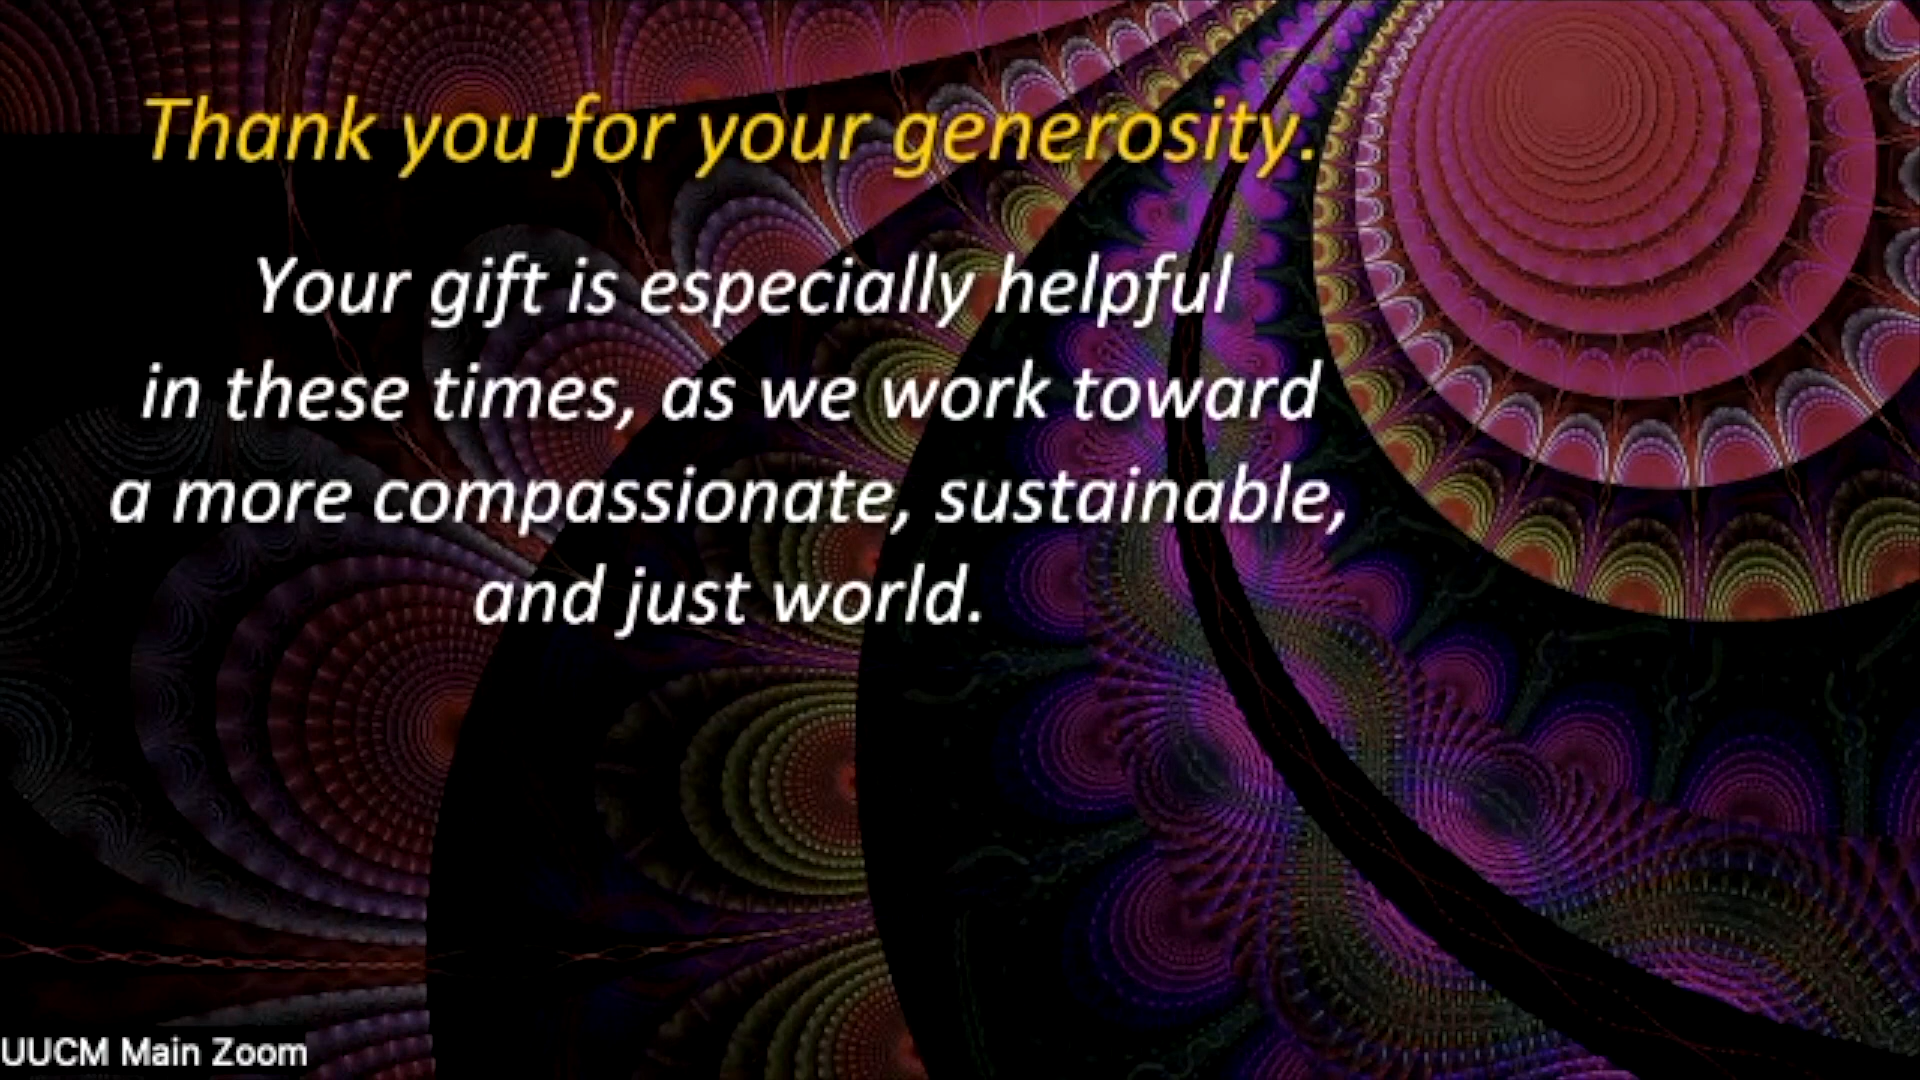 Thank you for your generosity.
Your gift is especially helpful
in these times, as we work toward
a more compassionate, sustainable,
and just world.
UUCM Main Zoom